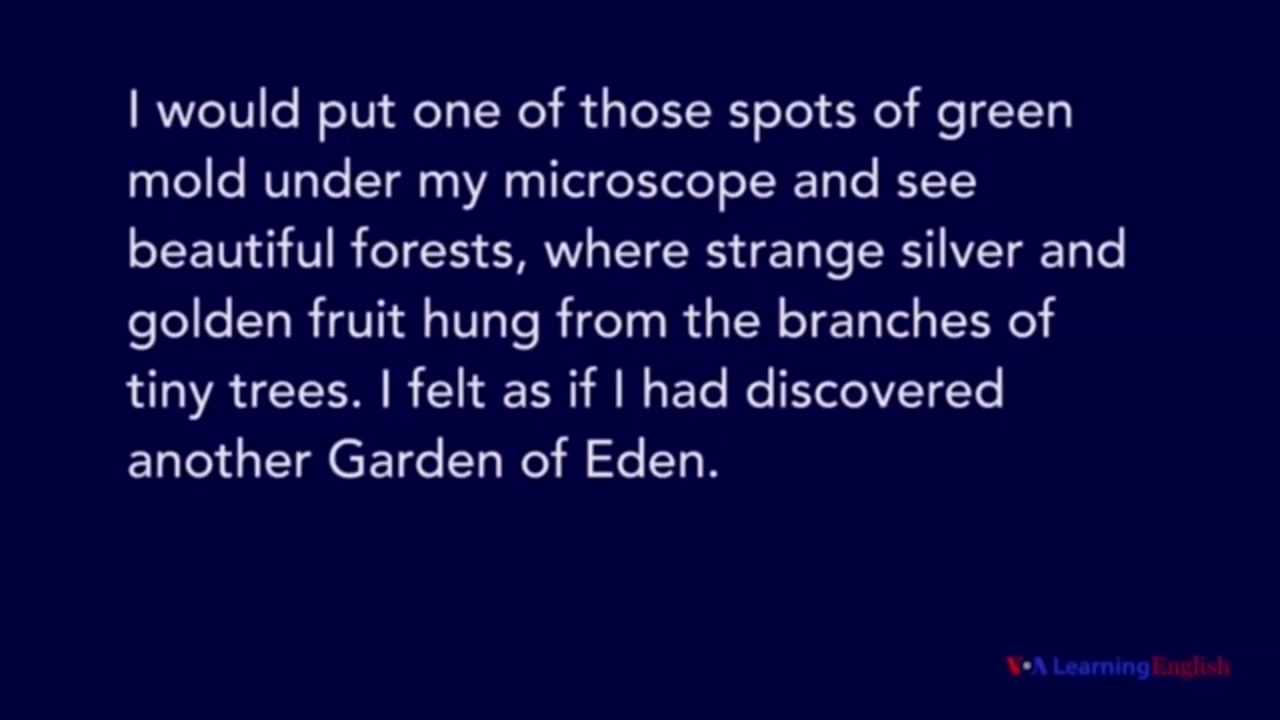 I would put one of those spots of green
mold under my microscope and see
beautiful forests, where strange silver and
golden fruit hung from the branches of
tiny trees. I felt as if I had discovered
another Garden of Eden.
VOA Learning English